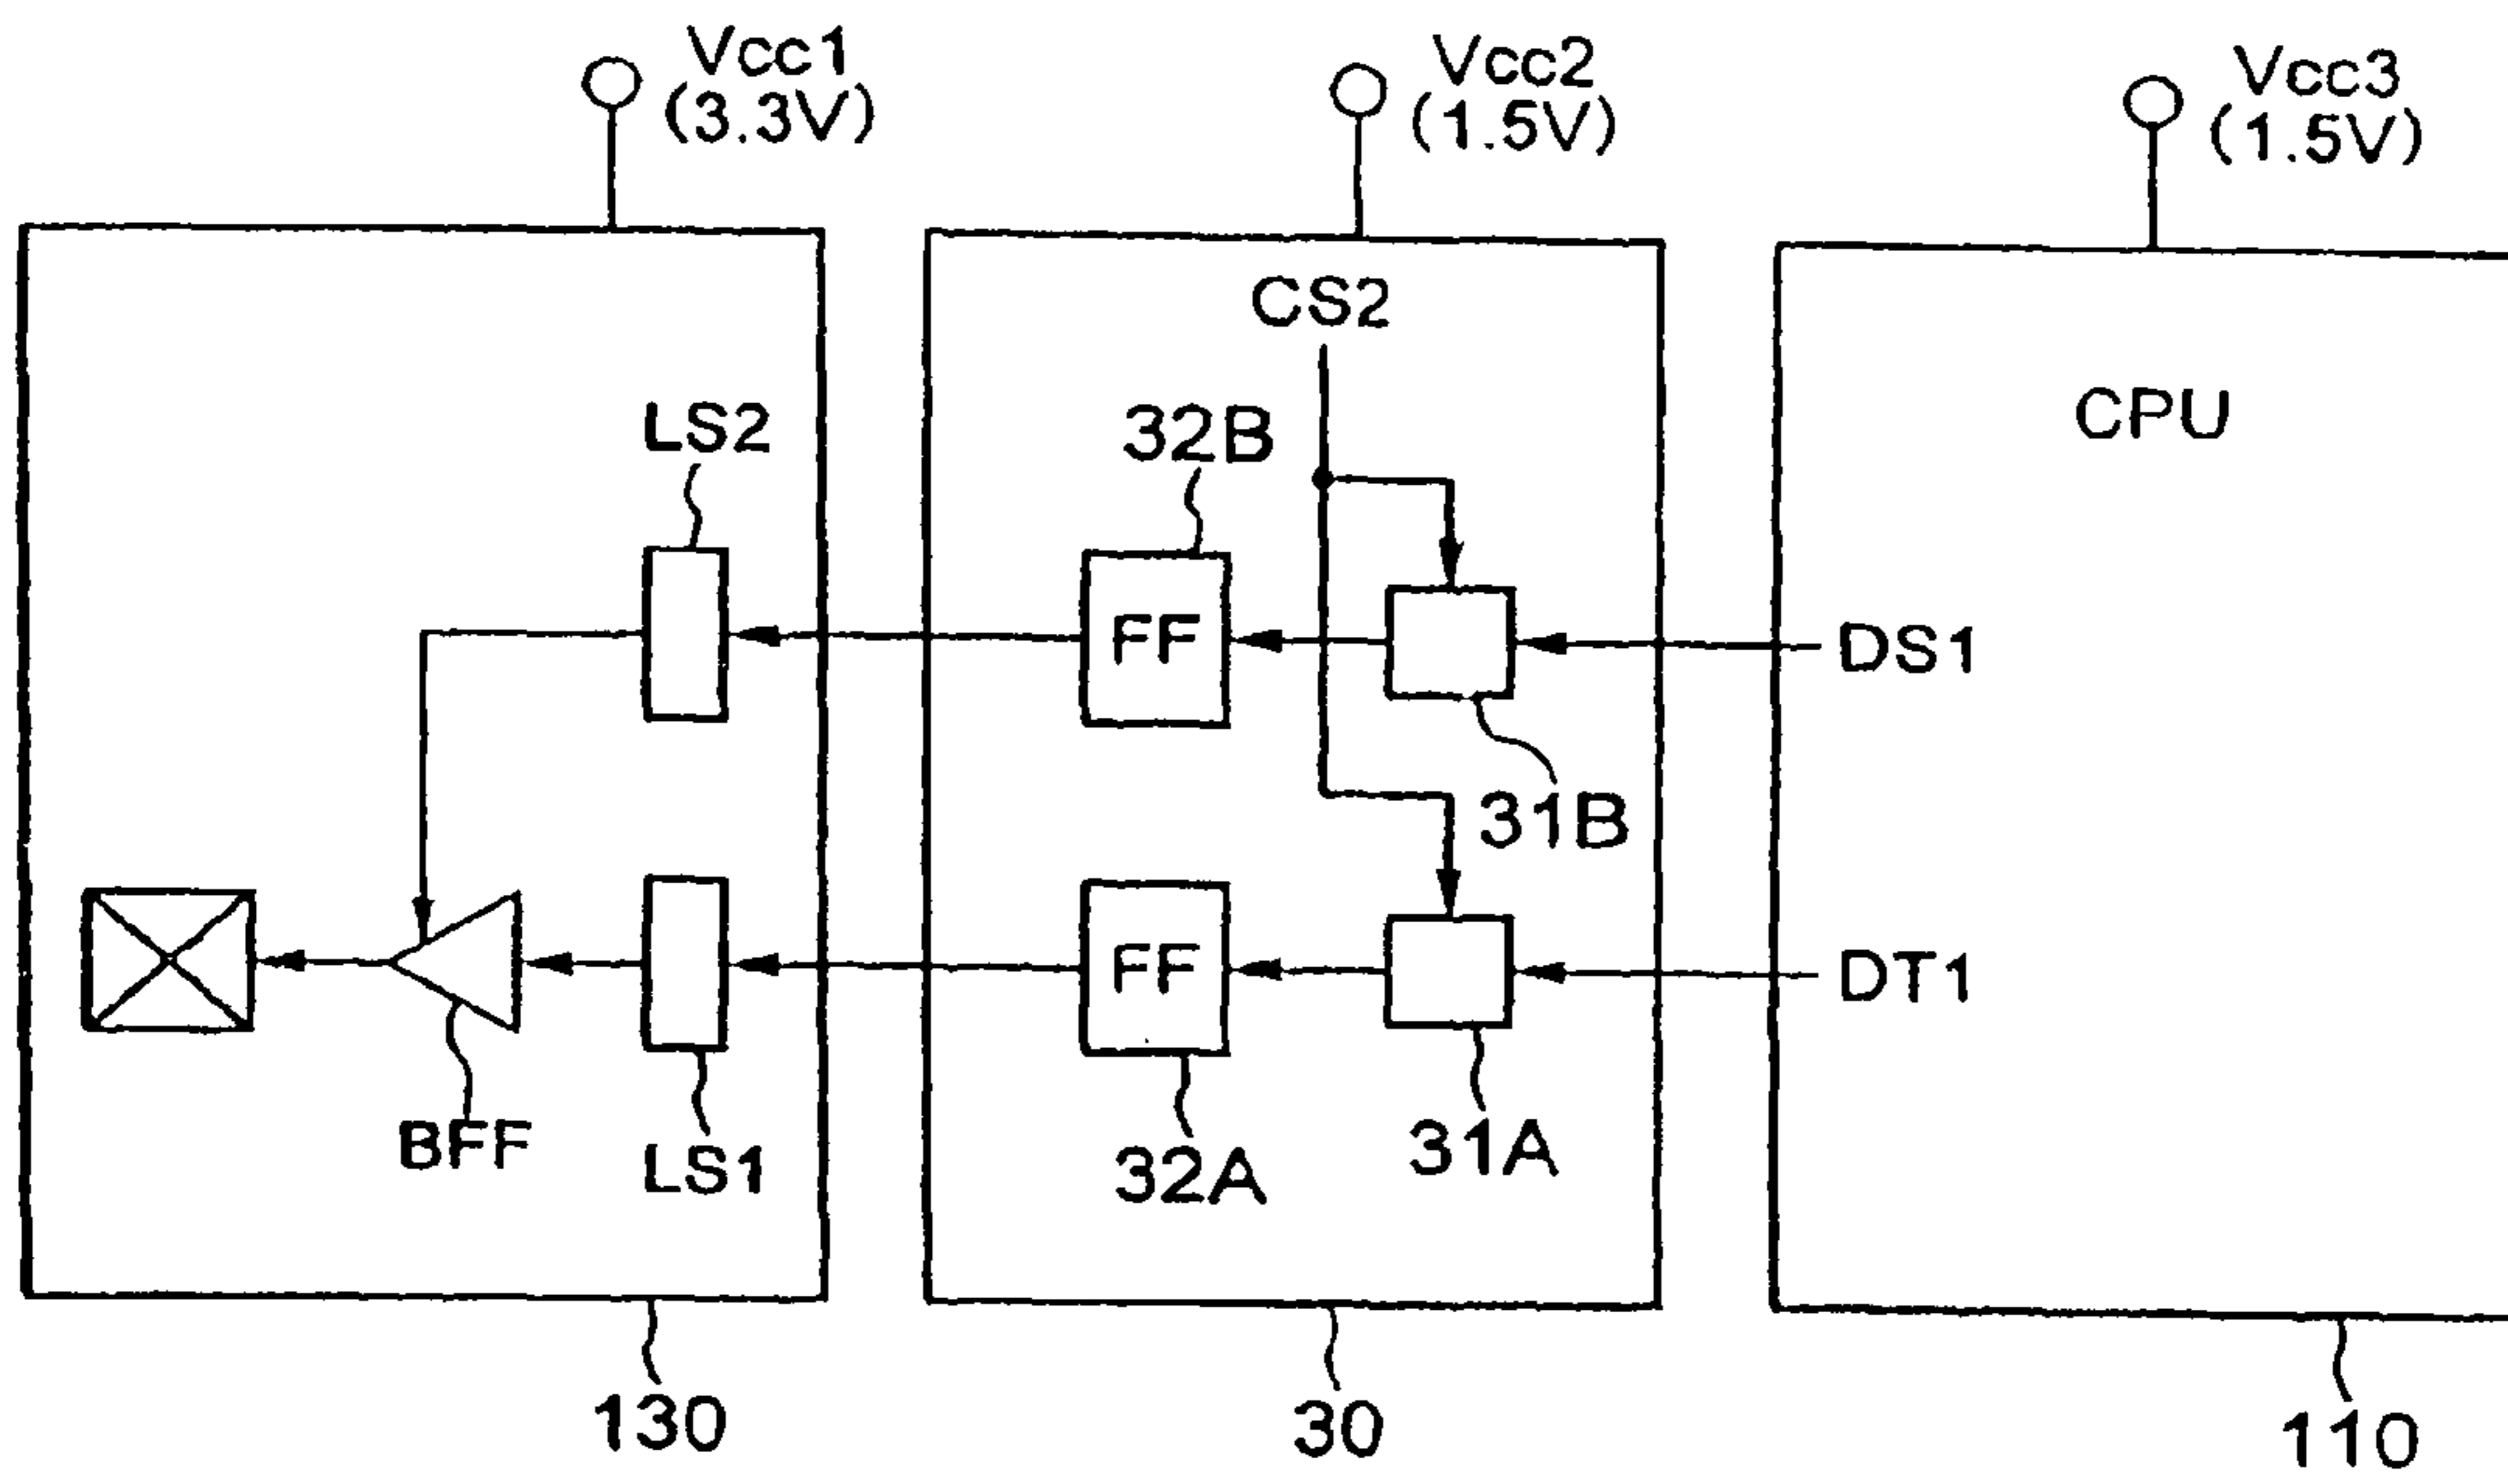 Vcc1
(3.3V)
Vcc2
(1.5V)
Vcc3
(1.5V)
CS2
CPU
LS2
32B
FF
DS1
31B
FF
DT1
BFF
LS1
32A
31A
130
30
110